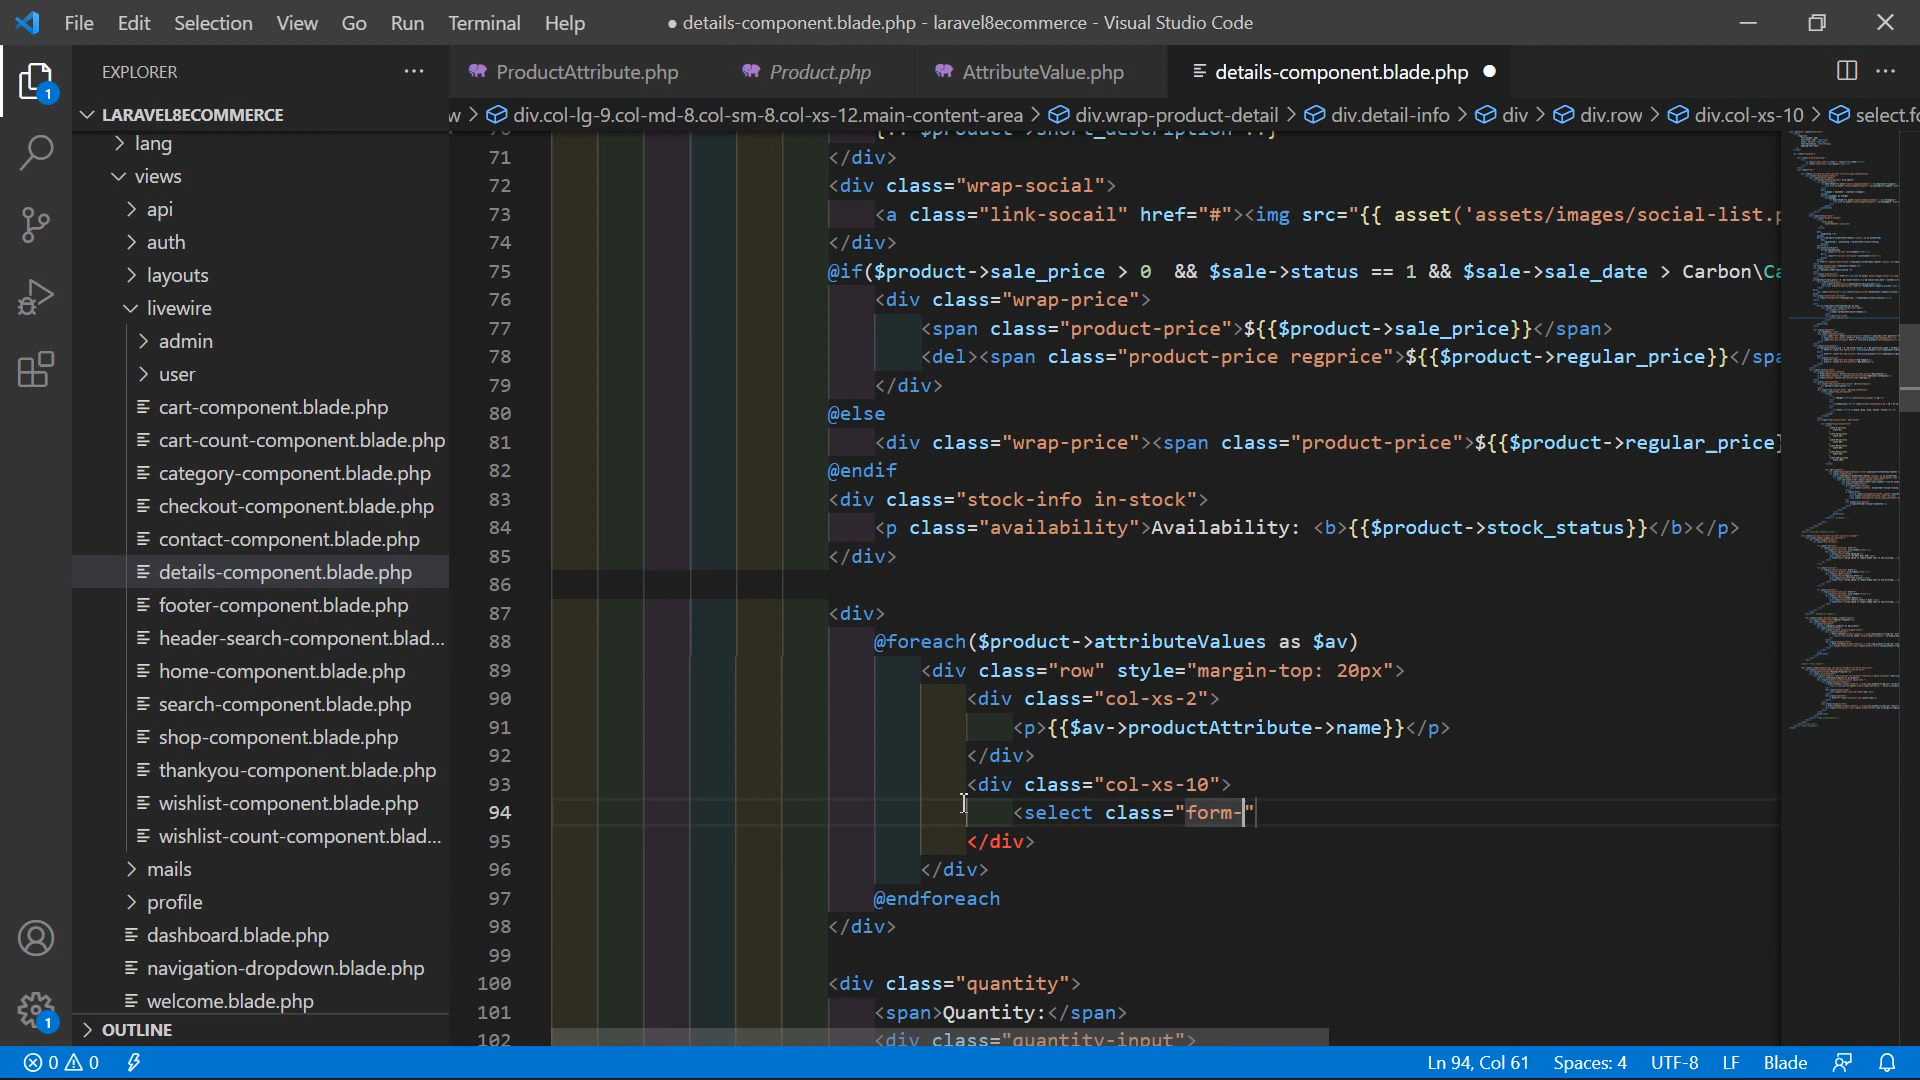 File Edit Selection View Go Run Terminal Help ● details-component.blade.php - laravel8ecommerce - Visual Studio Code
EXPLORER
ProductAttribute.php Product.php AttributeValue.php details-component.blade.php
div.col-lg-9.col-md-8.col-sm-8.col-xs-12.main-content-area > div.wrap-product-detail > div.detail-info > div > div.row > div.col-xs-10 > select.fo
LARAVEL8ECOMMERCE
lang
views
api
auth
layouts
livewire
admin
user
cart-component.blade.php
cart-count-component.blade.php
category-component.blade.php
checkout-component.blade.php
contact-component.blade.php
details-component.blade.php
footer-component.blade.php
header-search-component.blad...
home-component.blade.php
search-component.blade.php
shop-component.blade.php
thankyou-component.blade.php
wishlist-component.blade.php
wishlist-count-component.blad...
mails
profile
dashboard.blade.php
navigation-dropdown.blade.php
welcome.blade.php
OUTLINE
71 </div>
72 <div class="wrap-social">
73 <a class="link-socail" href="#"><img src="{{ asset('assets/images/social-list.p
74 </div>
75 @if($product->sale_price > 0 && $sale->status == 1 && $sale->sale_date > Carbon\Ca
76 <div class="wrap-price">
77 <span class="product-price">${{$product->sale_price}}</span>
78 <del><span class="product-price regprice">${{$product->regular_price}}</spa
79 </div>
80 @else
81 <div class="wrap-price"><span class="product-price">${{$product->regular_price}
82 @endif
83 <div class="stock-info in-stock">
84 <p class="availability">Availability: <b>{{$product->stock_status}}</b></p>
85 </div>
86
87 <div>
88 @foreach($product->attributeValues as $av)
89 <div class="row" style="margin-top: 20px">
90 <div class="col-xs-2">
91 <p>{{$av->productAttribute->name}}</p>
92 </div>
93 <div class="col-xs-10">
94 <select class="form-"
95 </div>
96 </div>
97 @endforeach
98 </div>
99
100 <div class="quantity">
101 <span>Quantity:</span>
102 <div class="quantity-input">
0 0 Ln 94, Col 61 Spaces: 4 UTF-8 LF Blade